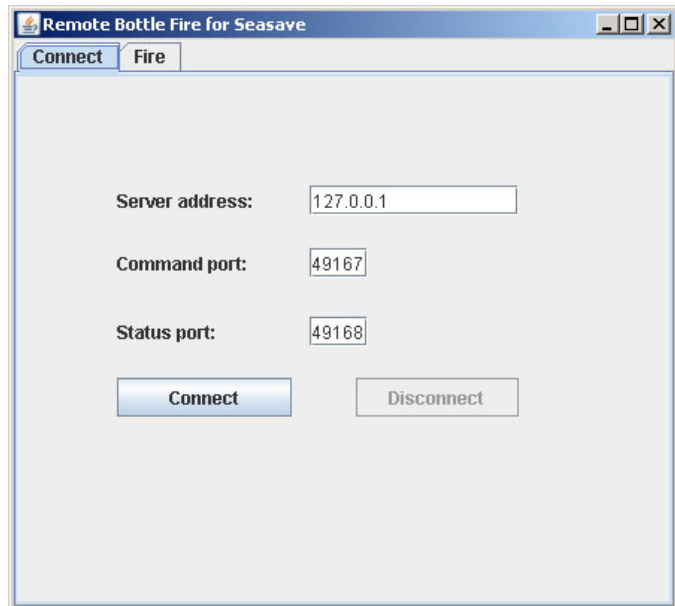 Remote Bottle Fire for Seasave
Connect Fire
Server address: 127.0.0.1
Command port: 49167
Status port: 49168
Connect Disconnect